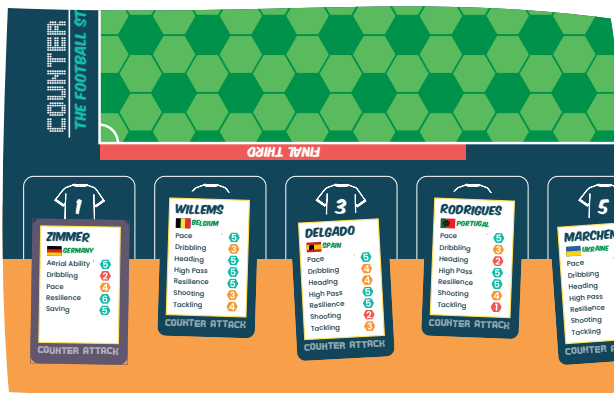 COUNTER
THE FOOTBALL ST
FINAL THIRD
1
ZIMMER
GERMANY
Aerial Ability 5
Dribbling 2
Pace 4
Resilience 6
Saving 5
COUNTER ATTACK
WILLEMS
BELGIUM
Pace 5
Dribbling 3
Heading 5
High Pass 5
Resilience 5
Shooting 3
Tackling 4
COUNTER ATTACK
3
DELGADO
SPAIN
Pace 5
Dribbling 4
Heading 4
High Pass 5
Resilience 5
Shooting 2
Tackling 3
COUNTER ATTACK
RODRIGUES
PORTUGAL
Pace 5
Dribbling 3
Heading 2
High Pass 5
Resilience 5
Shooting 4
Tackling 1
COUNTER ATTACK
5
MARCHEN
UKRAINE
Pace
Dribbling
Heading
High Pass
Resilience
Shooting
Tackling
COUNTER ATT